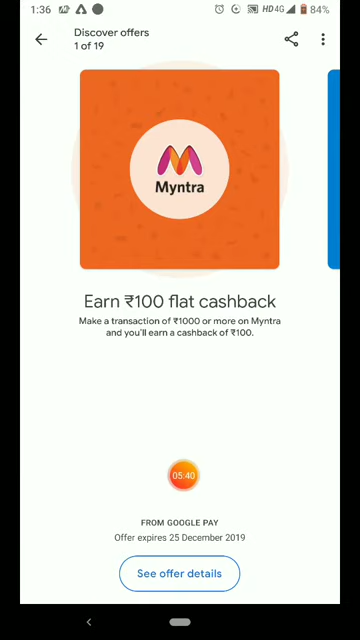 1:36
HD4G
84%
Discover offers
1 of 19
Myntra
Earn ₹100 flat cashback
Make a transaction of ₹1000 or more on Myntra
and you'll earn a cashback of ₹100.
05:40
FROM GOOGLE PAY
Offer expires 25 December 2019
See offer details